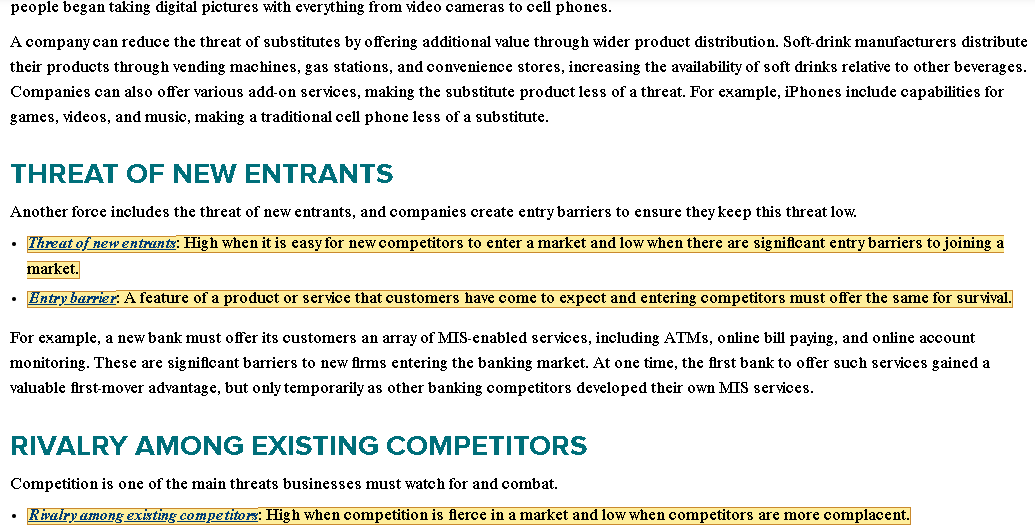 people began taking digital pictures with everything from video cameras to cell phones.
A company can reduce the threat of substitutes by offering additional value through wider product distribution. Soft-drink manufacturers distribute
their products through vending machines, gas stations, and convenience stores, increasing the availability of soft drinks relative to other beverages.
Companies can also offer various add-on services, making the substitute product less of a threat. For example, iPhones include capabilities for
games, videos, and music, making a traditional cell phone less of a substitute.
THREAT OF NEW ENTRANTS
Another force includes the threat of new entrants, and companies create entry barriers to ensure they keep this threat low.
• Threat of new entrants: High when it is easy for new competitors to enter a market and low when there are significant entry barriers to joining a
market.
• Entry barrier: A feature of a product or service that customers have come to expect and entering competitors must offer the same for survival.
For example, a new bank must offer its customers an array of MIS-enabled services, including ATMs, online bill paying, and online account
monitoring. These are significant barriers to new firms entering the banking market. At one time, the first bank to offer such services gained a
valuable first-mover advantage, but only temporarily as other banking competitors developed their own MIS services.
RIVALRY AMONG EXISTING COMPETITORS
Competition is one of the main threats businesses must watch for and combat.
• Rivalry among existing competitors: High when competition is fierce in a market and low when competitors are more complacent.